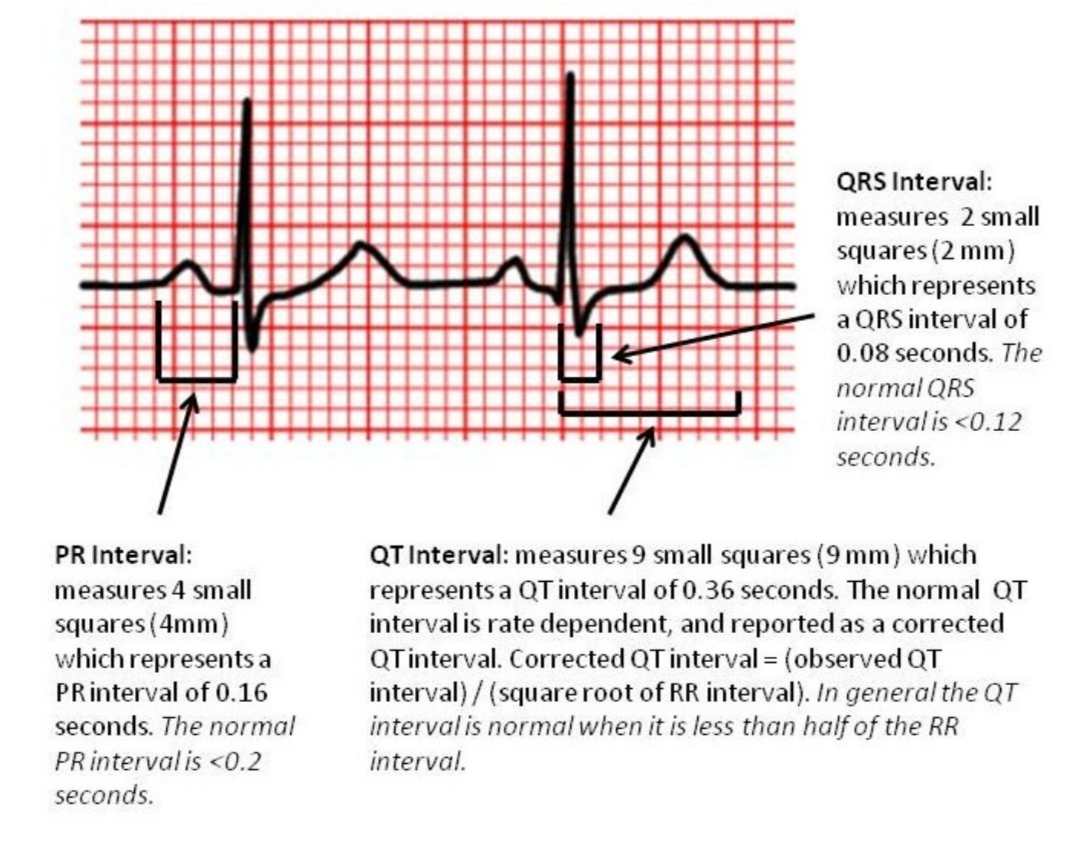 QRS Interval:
measures 2 small
squares (2 mm)
which represents
a QRS interval of
0.08 seconds. The
normal QRS
interval is <0.12
seconds.
PR Interval:
measures 4 small
squares (4mm)
which represents a
PR interval of 0.16
seconds. The normal
PR interval is <0.2
seconds.
QT Interval: measures 9 small squares (9 mm) which
represents a QT interval of 0.36 seconds. The normal QT
interval is rate dependent, and reported as a corrected
QT interval. Corrected QT interval = (observed QT
interval) / (square root of RR interval). In general the QT
interval is normal when it is less than half of the RR
interval.